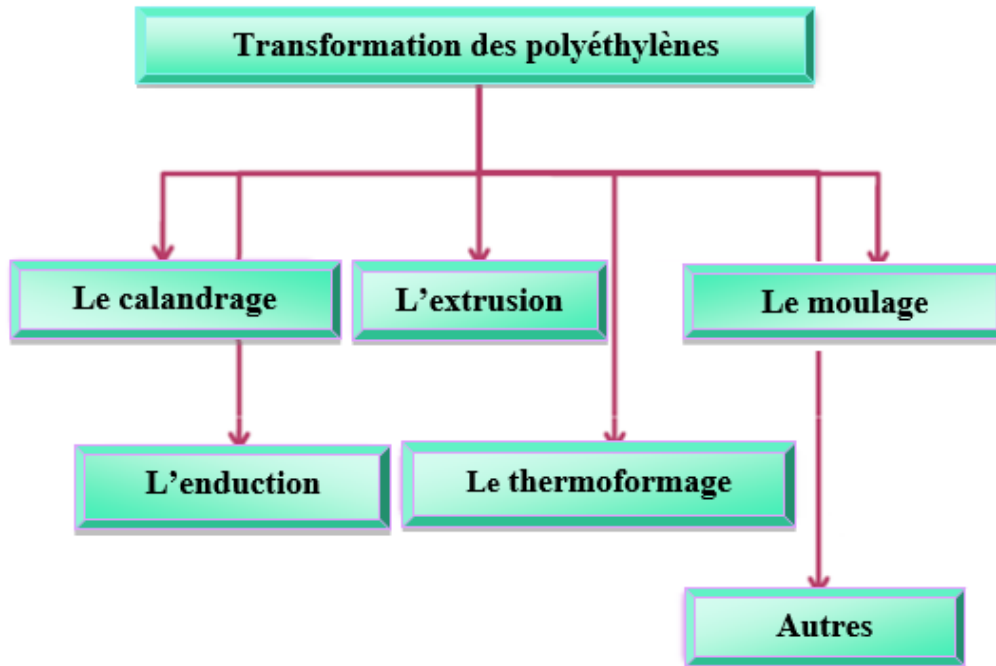 Transformation des polyéthylènes
Le calandrage
L’extrusion
Le moulage
L’enduction
Le thermoformage
Autres